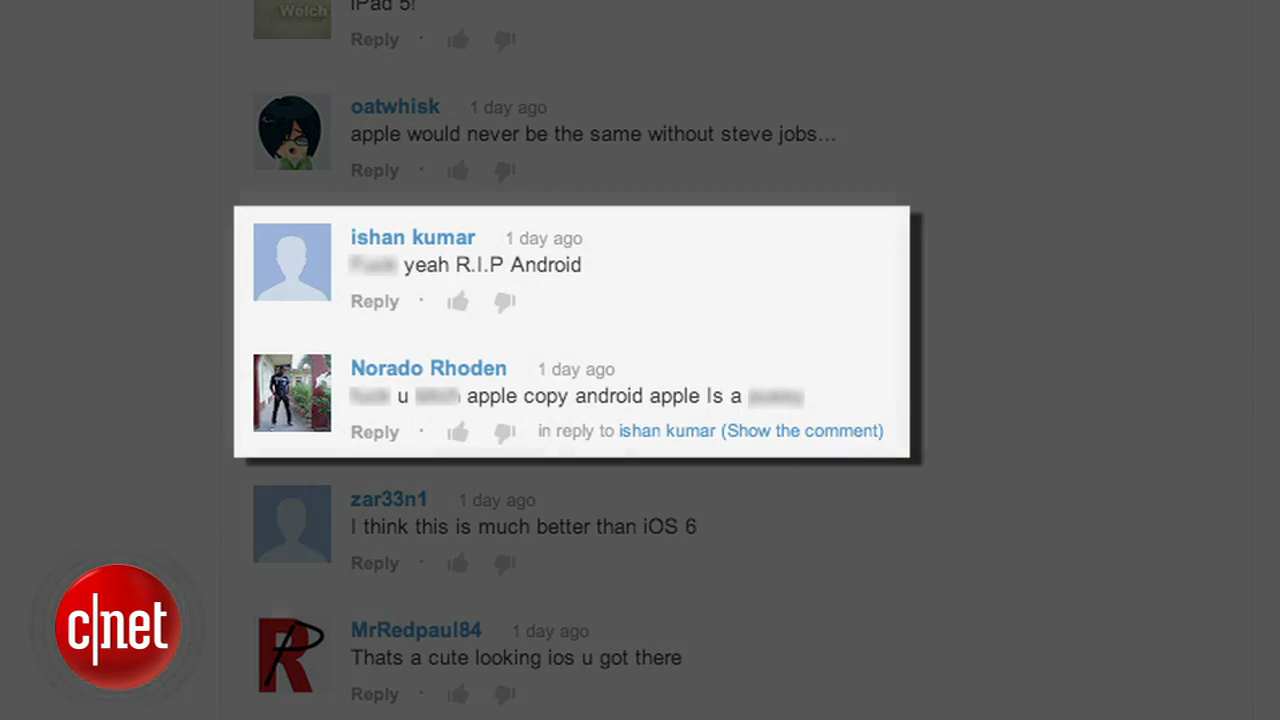 Welch
iPad 5!
Reply ·
oatwhisk 1 day ago
apple would never be the same without steve jobs...
Reply ·
ishan kumar 1 day ago
yeah R.I.P Android
Reply ·
Norado Rhoden 1 day ago
u apple copy android apple Is a
Reply · in reply to ishan kumar (Show the comment)
zar33n1 1 day ago
I think this is much better than iOS 6
Reply ·
MrRedpaul84 1 day ago
Thats a cute looking ios u got there
Reply ·
c|net